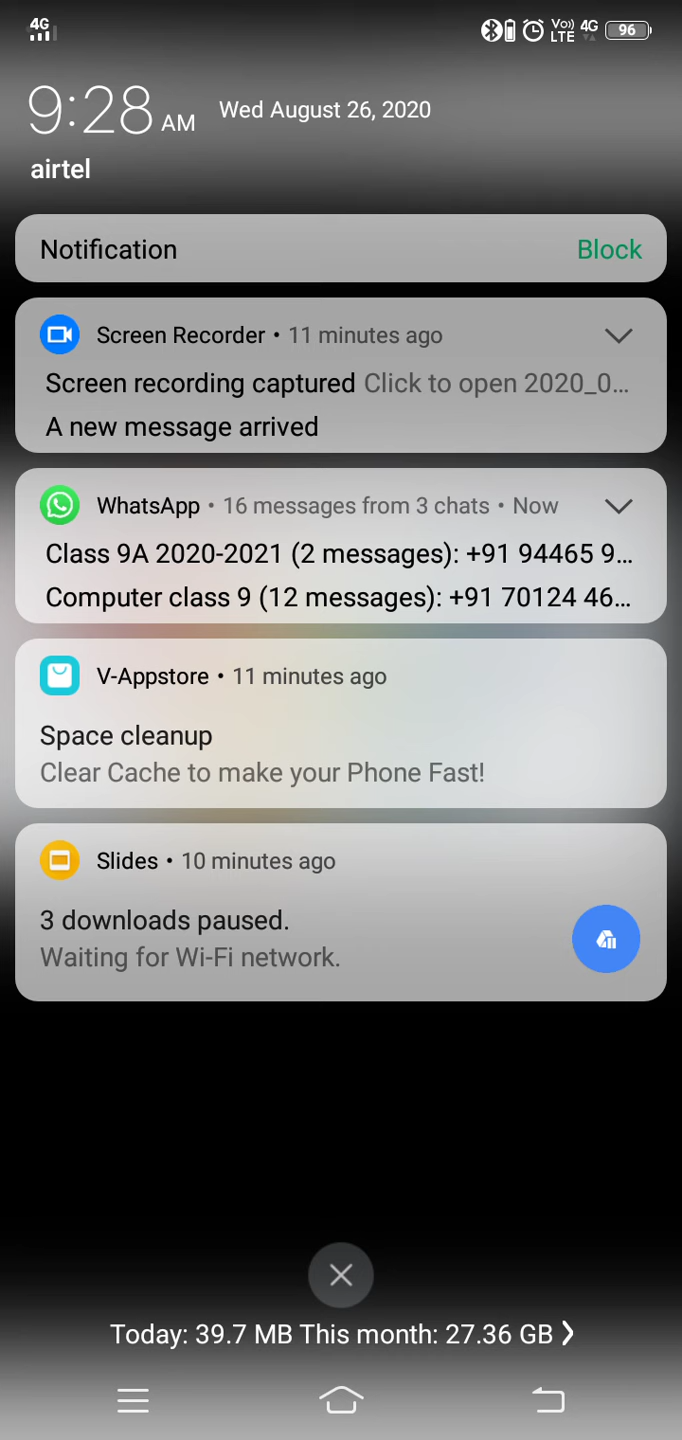 4G
Vo)) LTE 4G 96
9:28 AM Wed August 26, 2020
airtel
Notification Block
Screen Recorder • 11 minutes ago
Screen recording captured Click to open 2020_0...
A new message arrived
WhatsApp • 16 messages from 3 chats • Now
Class 9A 2020-2021 (2 messages): +91 94465 9...
Computer class 9 (12 messages): +91 70124 46...
V-Appstore • 11 minutes ago
Space cleanup
Clear Cache to make your Phone Fast!
Slides • 10 minutes ago
3 downloads paused.
Waiting for Wi-Fi network.
Today: 39.7 MB This month: 27.36 GB